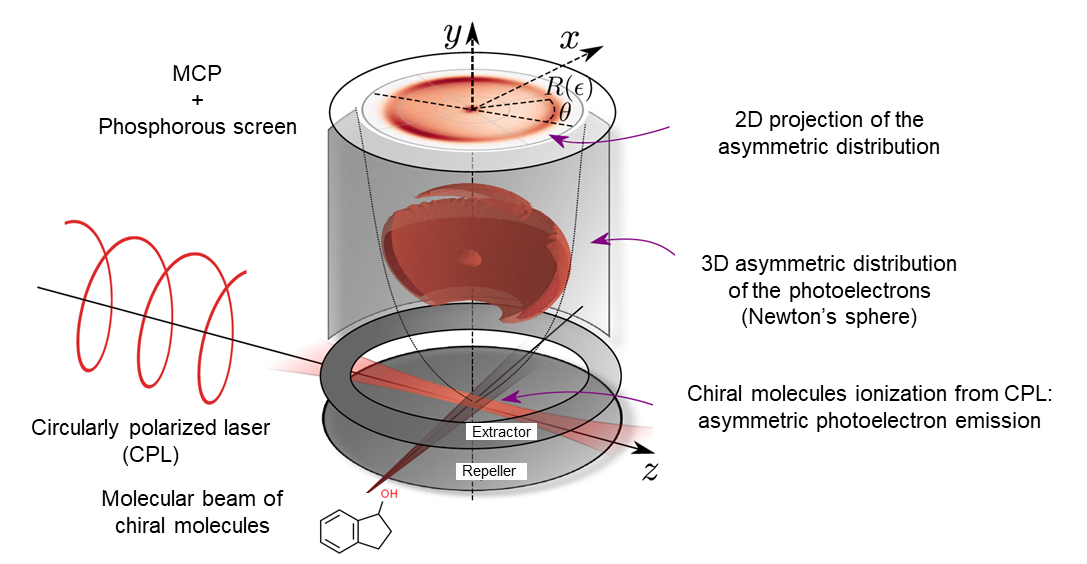 MCP
+
Phosphorous screen
y
x
R(ϵ)
θ
2D projection of the
asymmetric distribution
3D asymmetric distribution
of the photoelectrons
(Newton's sphere)
Chiral molecules ionization from CPL:
asymmetric photoelectron emission
Circularly polarized laser
(CPL)
Extractor
Repeller
z
Molecular beam of
chiral molecules
OH